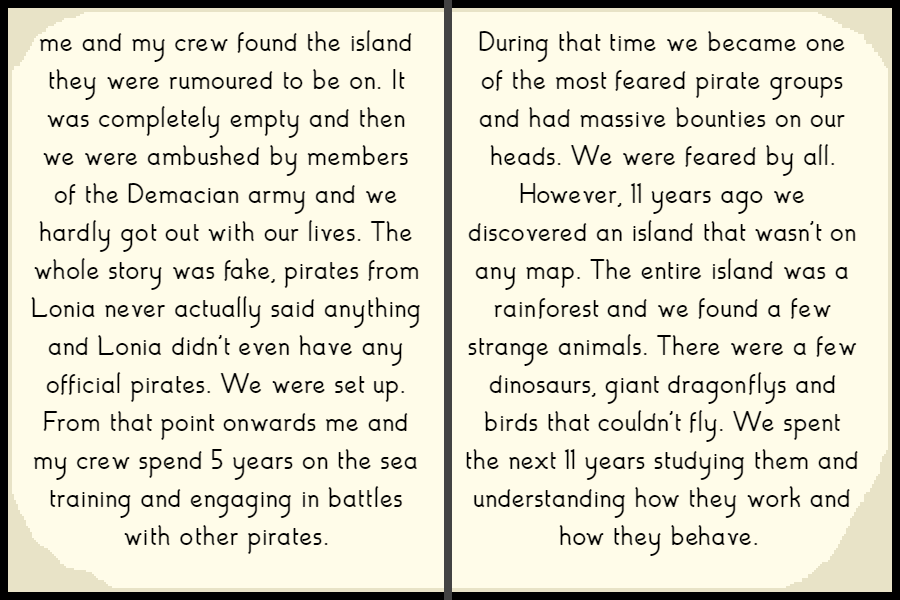 me and my crew found the island
they were rumoured to be on. It
was completely empty and then
we were ambushed by members
of the Demacian army and we
hardly got out with our lives. The
whole story was fake, pirates from
Lonia never actually said anything
and Lonia didn't even have any
official pirates. We were set up.
From that point onwards me and
my crew spend 5 years on the sea
training and engaging in battles
with other pirates.
During that time we became one
of the most feared pirate groups
and had massive bounties on our
heads. We were feared by all.
However, 11 years ago we
discovered an island that wasn't on
any map. The entire island was a
rainforest and we found a few
strange animals. There were a few
dinosaurs, giant dragonflys and
birds that couldn't fly. We spent
the next 11 years studying them and
understanding how they work and
how they behave.